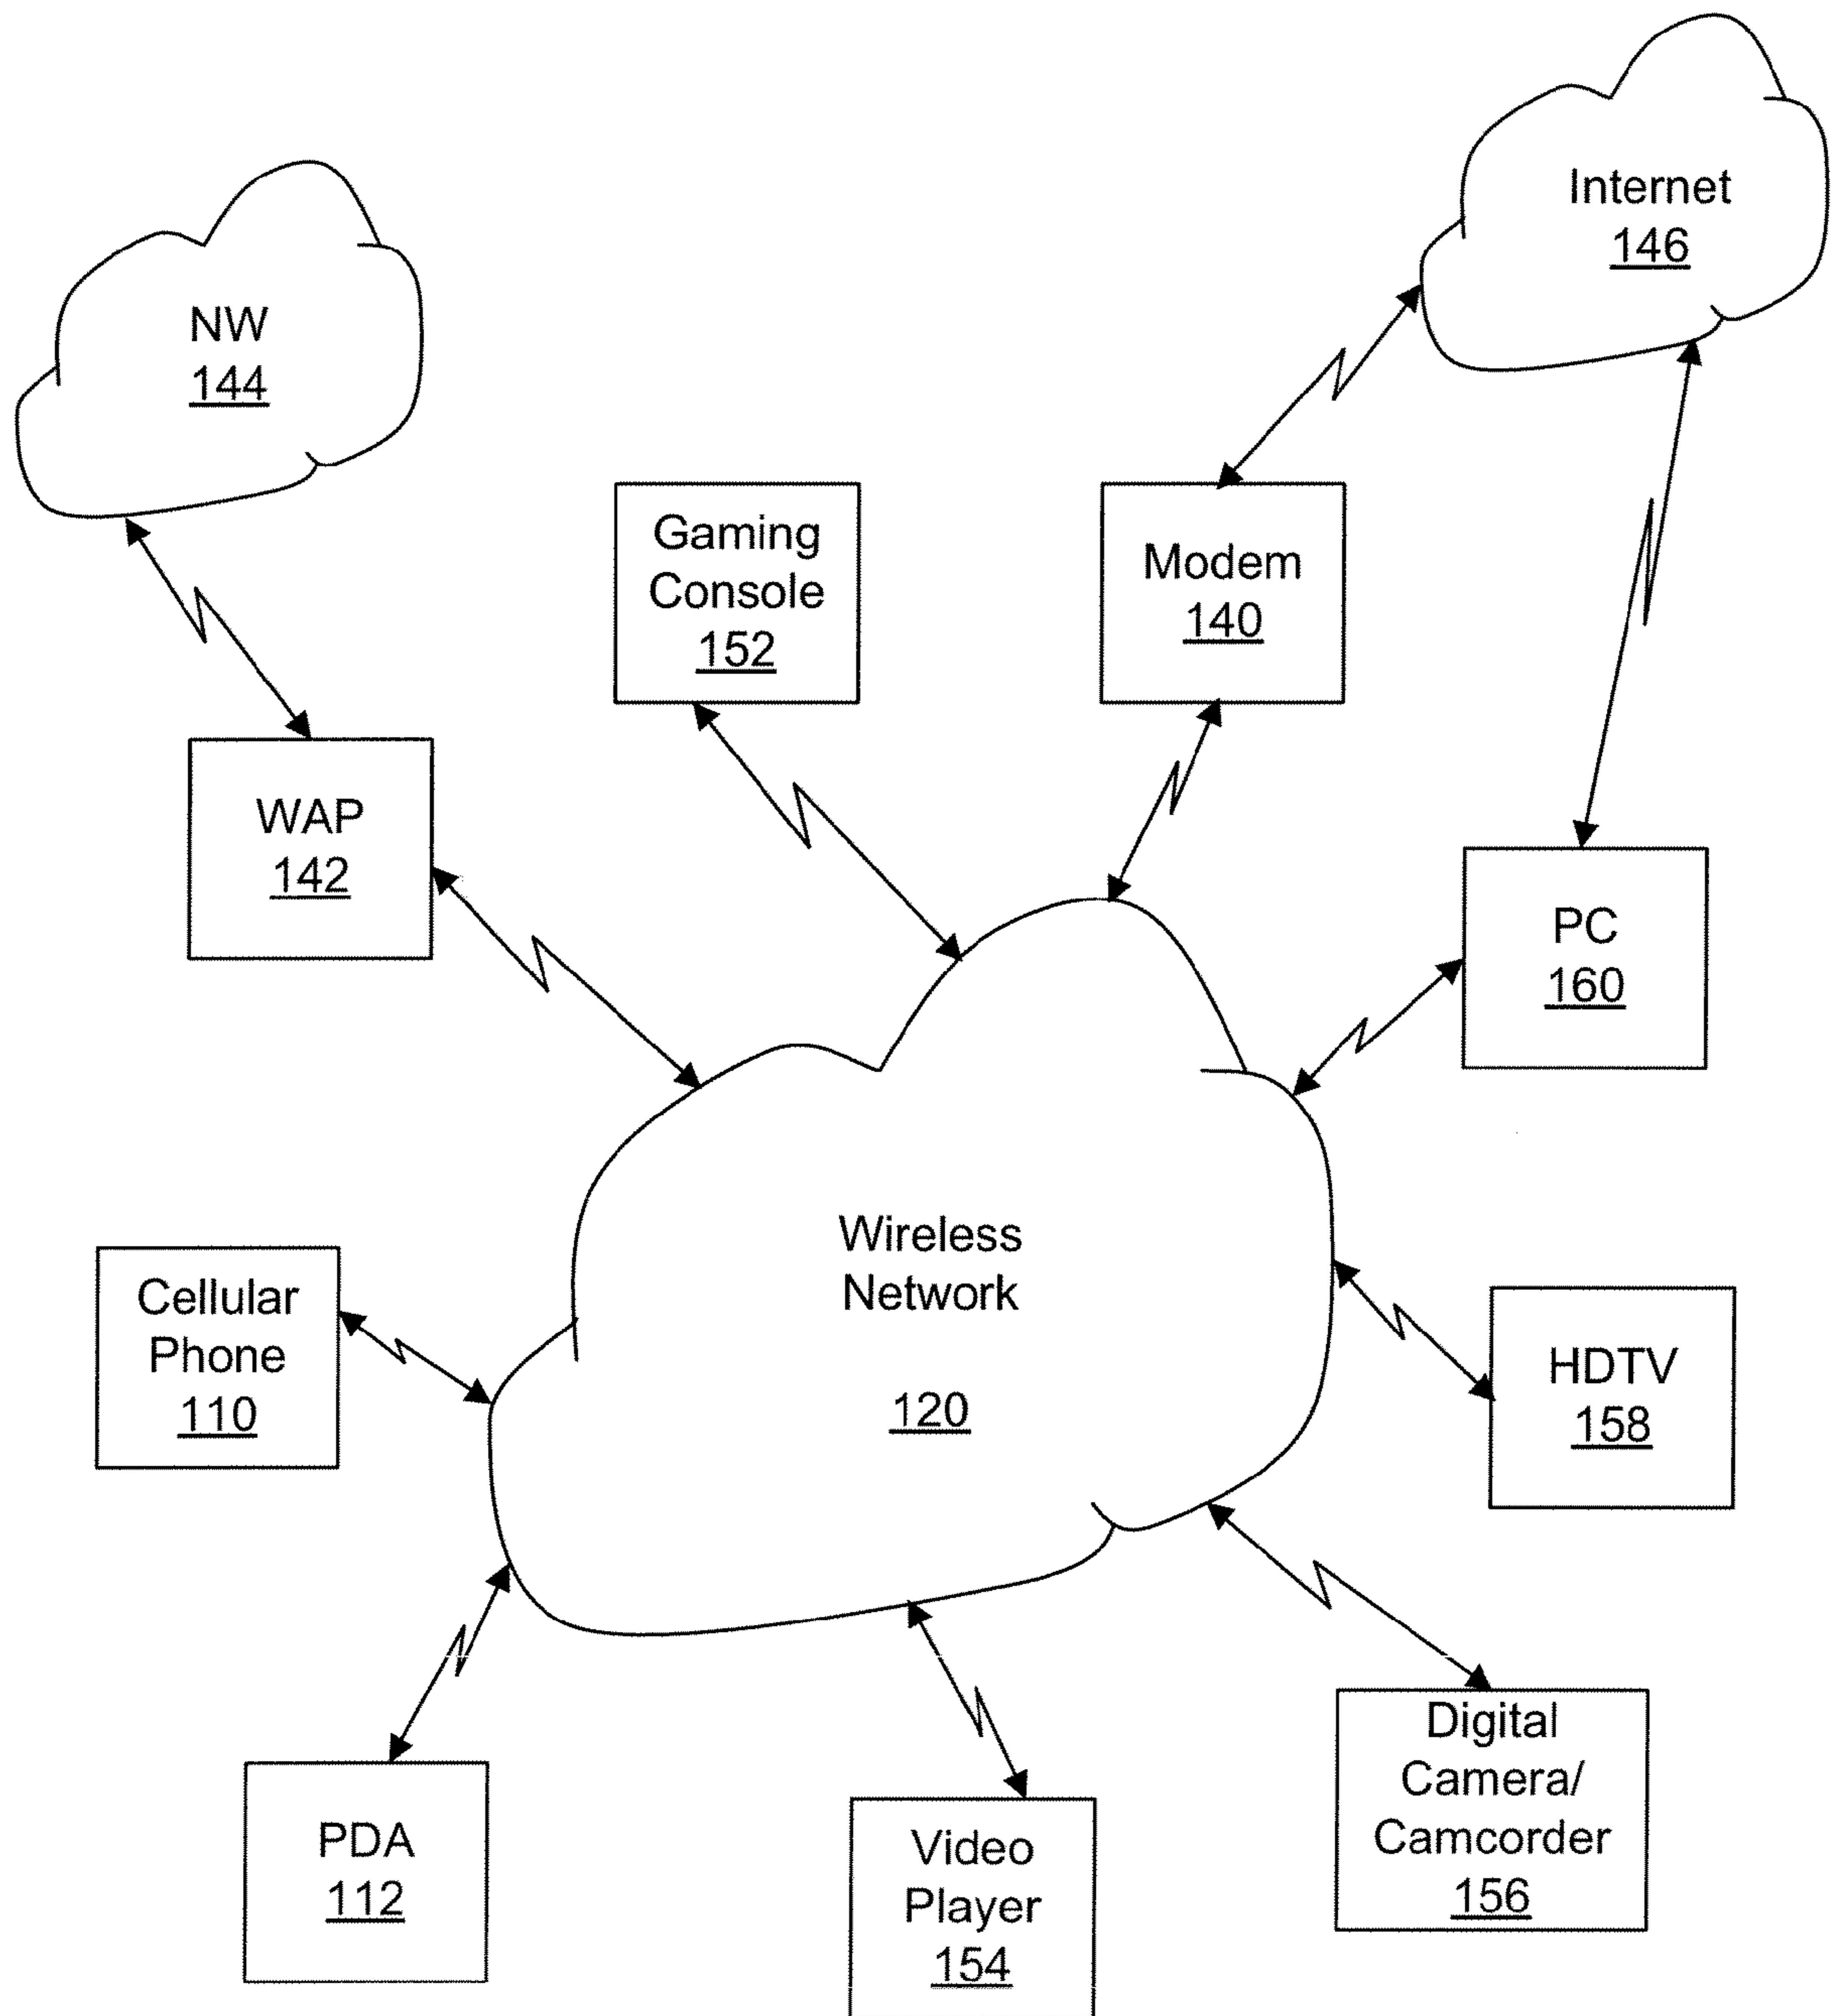 Internet
146
NW
144
Gaming
Console
152
Modem
140
WAP
142
PC
160
Wireless
Network
120
Cellular
Phone
110
HDTV
158
Digital
Camera/
Camcorder
156
PDA
112
Video
Player
154